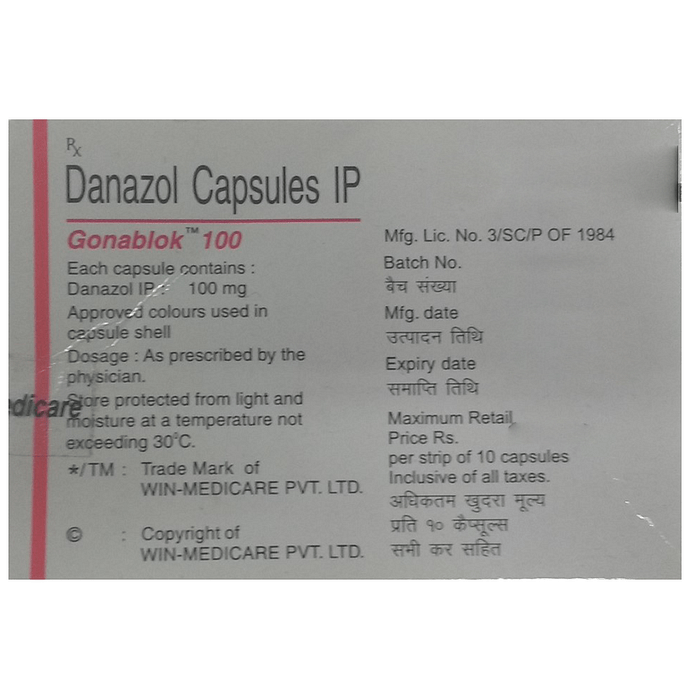 Rx
Danazol Capsules IP
Gonablok™ 100
Each capsule contains :
Danazol IP : 100 mg
Approved colours used in
capsule shell
Dosage : As prescribed by the
physician.
edicare
Store protected from light and
moisture at a temperature not
exceeding 30°C.
*/TM : Trade Mark of
WIN-MEDICARE PVT. LTD.
© : Copyright of
WIN-MEDICARE PVT. LTD.
Mfg. Lic. No. 3/SC/P OF 1984
Batch No.
बैच संख्या
Mfg. date
उत्पादन तिथि
Expiry date
समाप्ति तिथि
Maximum Retail
Price Rs.
per strip of 10 capsules
Inclusive of all taxes.
अधिकतम खुदरा मूल्य
प्रति १० कैप्सूल्स
सभी कर सहित